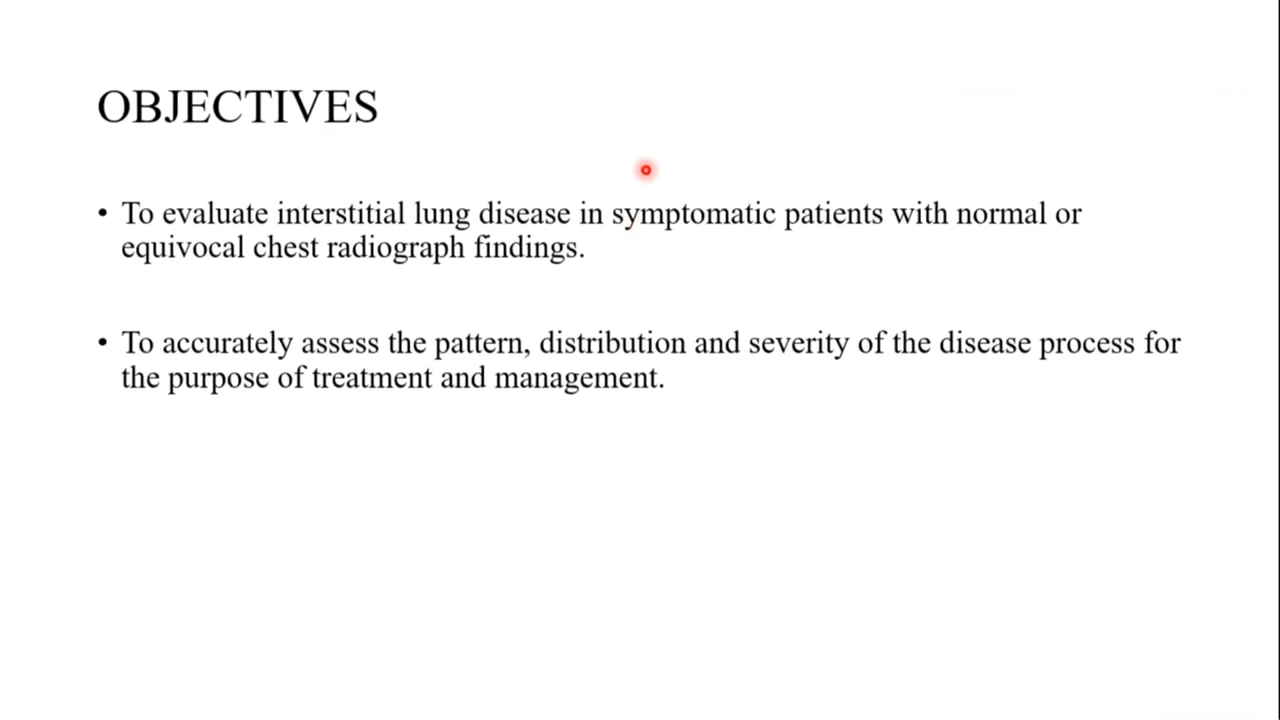 OBJECTIVES
• To evaluate interstitial lung disease in symptomatic patients with normal or
equivocal chest radiograph findings.
• To accurately assess the pattern, distribution and severity of the disease process for
the purpose of treatment and management.